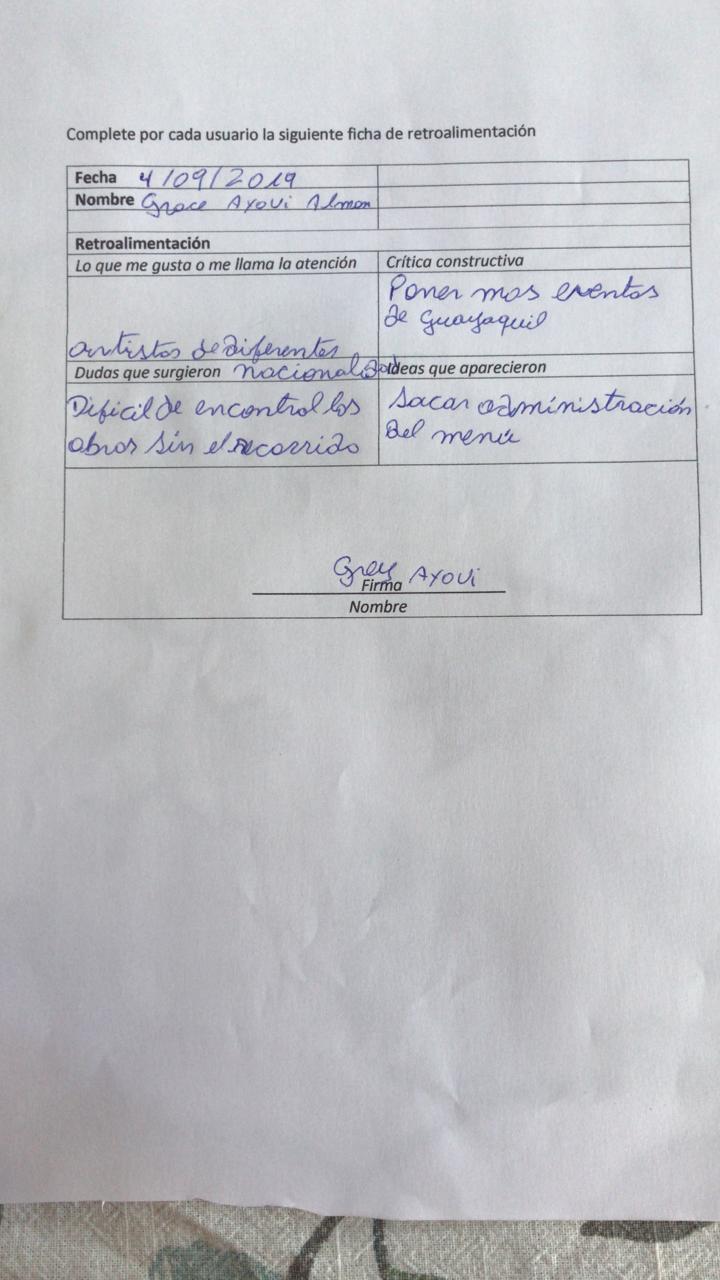 Complete por cada usuario la siguiente ficha de retroalimentación
Fecha 4/09/2019
Nombre Grace Ayovi Almon
Retroalimentación
Lo que me gusta o me llama la atención
Crítica constructiva
artistas de diferentes
nacionalidad
Poner mas eventos
de Guayaquil
Dudas que surgieron
Ideas que aparecieron
Dificil de encontrol los
obras sin el recorrido
Sacar administración
del menú
Grey Ayovi
Firma
Nombre